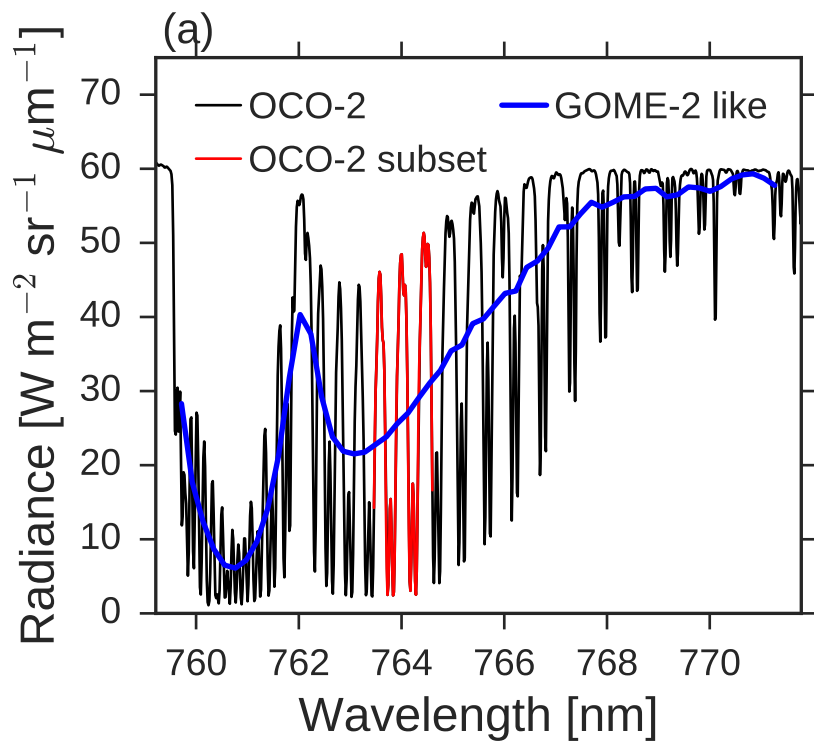 (a)
OCO-2
GOME-2 like
OCO-2 subset
Radiance [W m⁻² sr⁻¹ μm⁻¹]
70
60
50
40
30
20
10
0
760 762 764 766 768 770
Wavelength [nm]